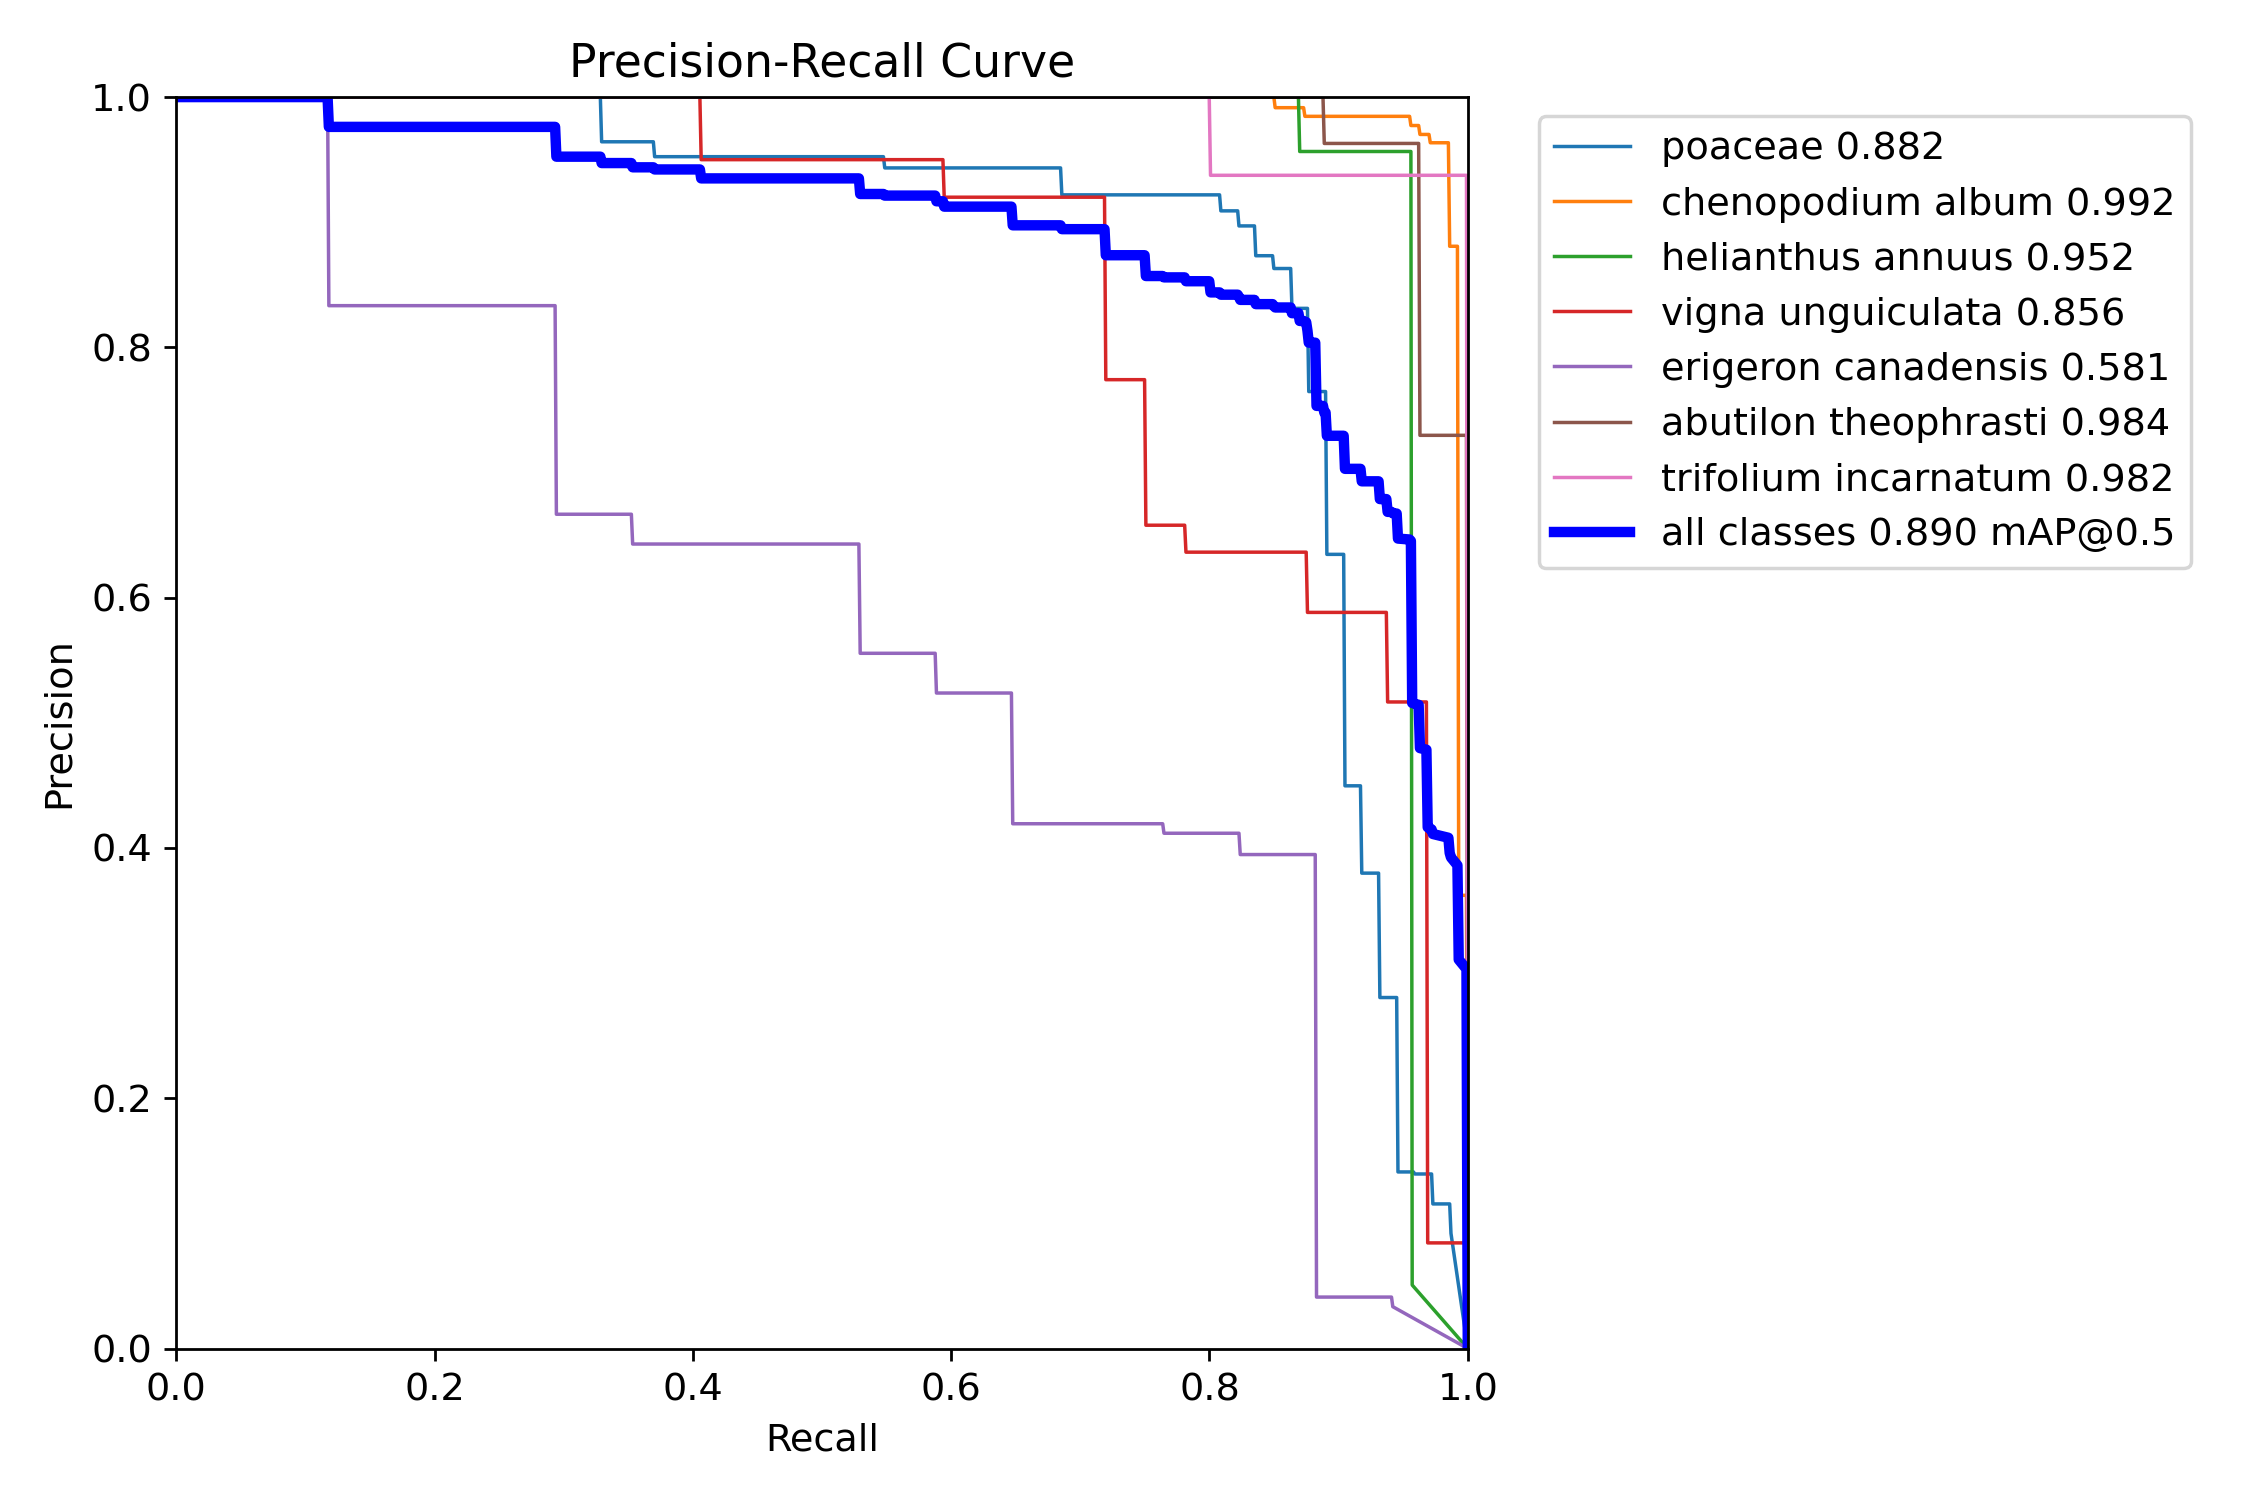 Precision-Recall Curve
1.0
0.8
0.6
0.4
0.2
0.0
Precision
0.0 0.2 0.4 0.6 0.8 1.0
Recall
poaceae 0.882
chenopodium album 0.992
helianthus annuus 0.952
vigna unguiculata 0.856
erigeron canadensis 0.581
abutilon theophrasti 0.984
trifolium incarnatum 0.982
all classes 0.890 mAP@0.5